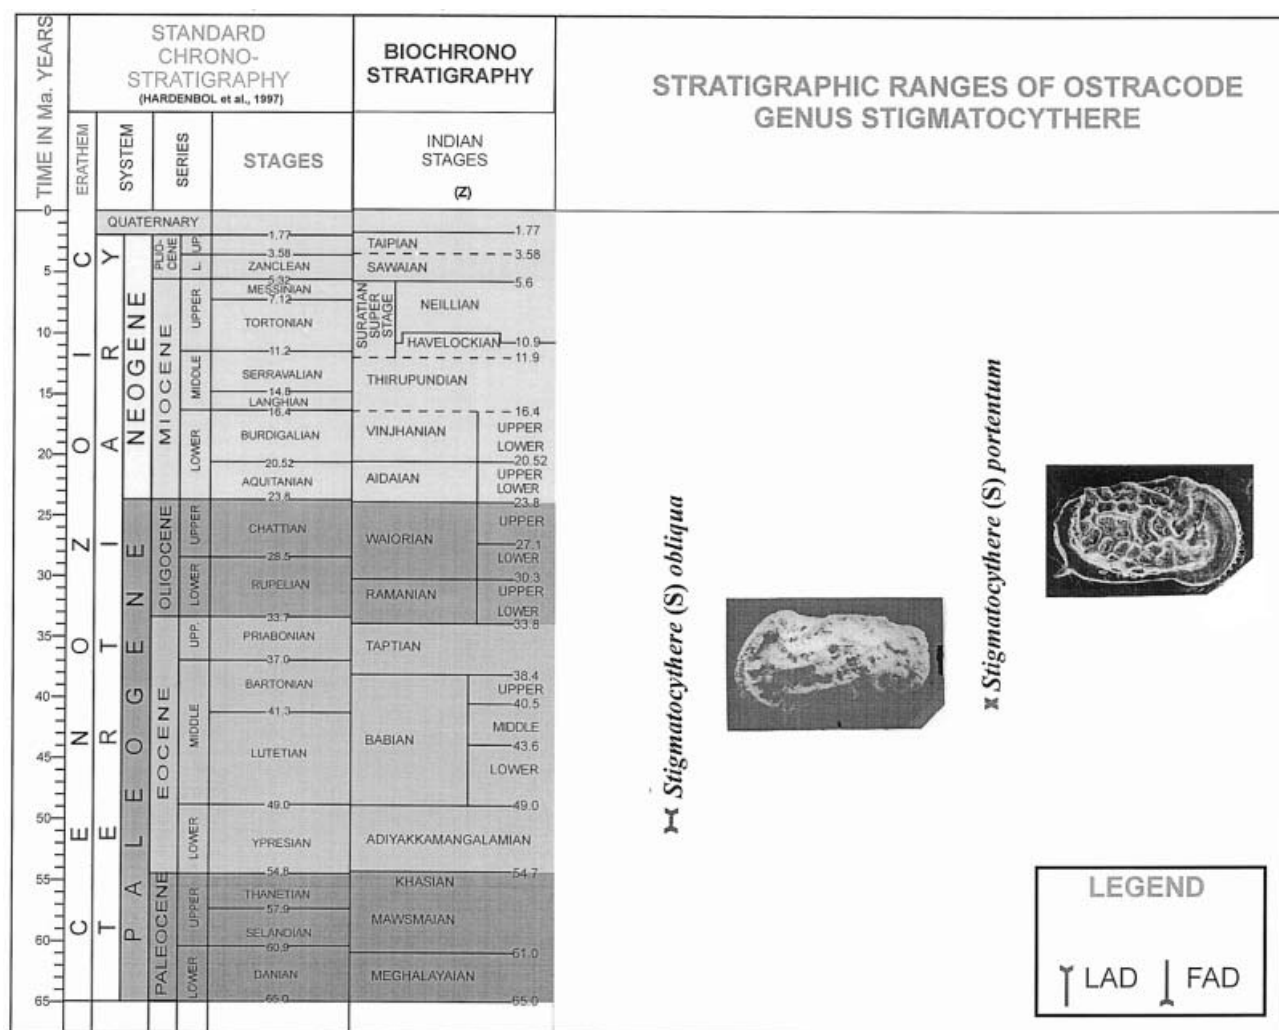 TIME IN Ma. YEARS
STANDARD
CHRONO-
STRATIGRAPHY
(HARDENBOL et al., 1997)
BIOCHRONO
STRATIGRAPHY
STRATIGRAPHIC RANGES OF OSTRACODE
GENUS STIGMATOCYTHERE
ERATHEM
SYSTEM
SERIES
STAGES
INDIAN
STAGES
(Z)
0
5
10
15
20
25
30
35
40
45
50
55
60
65
CENOZOIC
TERTIARY
QUATERNARY
NEOGENE
PALEOGENE
PLIO-
CENE
MIOCENE
OLIGOCENE
EOCENE
PALEOCENE
UP.
L.
UPPER
MIDDLE
LOWER
UPPER
LOWER
UPP.
MIDDLE
LOWER
UPPER
LOWER
1.77
3.58
ZANCLEAN
5.32
MESSINIAN
7.12
TORTONIAN
11.2
SERRAVALIAN
14.8
LANGHIAN
16.4
BURDIGALIAN
20.52
AQUITANIAN
23.8
CHATTIAN
28.5
RUPELIAN
33.7
PRIABONIAN
37.0
BARTONIAN
41.3
LUTETIAN
49.0
YPRESIAN
54.8
THANETIAN
57.9
SELANDIAN
60.9
DANIAN
65.0
1.77
TAIPIAN
3.58
SAWAIAN
5.6
SURATIAN
SUPER
STAGE
NEILLIAN
HAVELOCKIAN
10.9
11.9
THIRUPUNDIAN
16.4
VINJHANIAN
UPPER
LOWER
20.52
AIDAIAN
UPPER
LOWER
23.8
WAIORIAN
UPPER
27.1
LOWER
30.3
RAMANIAN
UPPER
LOWER
33.8
TAPTIAN
38.4
BABIAN
UPPER
40.5
MIDDLE
43.6
LOWER
49.0
ADIYAKKAMANGALAMIAN
54.7
KHASIAN
MAWSMAIAN
61.0
MEGHALAYAIAN
65.0
Stigmatocythere (S) obliqua
Stigmatocythere (S) portentum
LEGEND
LAD
FAD